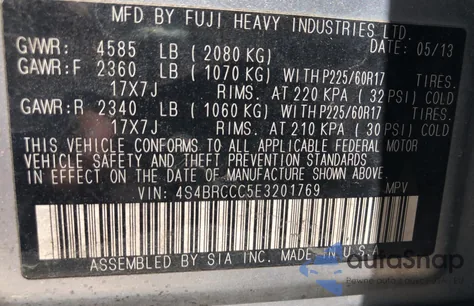 MFD BY FUJI HEAVY INDUSTRIES LTD.
GVWR: 4585 LB (2080 KG) DATE: 05/13
GAWR:F 2360 LB (1070 KG) WITH P225/60R17 TIRES.
17X7J RIMS. AT 220 KPA (32 PSI) COLD
GAWR:R 2340 LB (1060 KG) WITH P225/60R17 TIRES.
17X7J RIMS. AT 210 KPA (30 PSI) COLD
THIS VEHICLE CONFORMS TO ALL APPLICABLE FEDERAL MOTOR
VEHICLE SAFETY AND THEFT PREVENTION STANDARDS IN EFFECT
ON THE DATE OF MANUFACTURE SHOWN ABOVE.
VIN: 4S4BRCCC5E3201769 MPV
ASSEMBLED BY SIA INC. MADE IN U.S.A.
autoSnap
Updated by